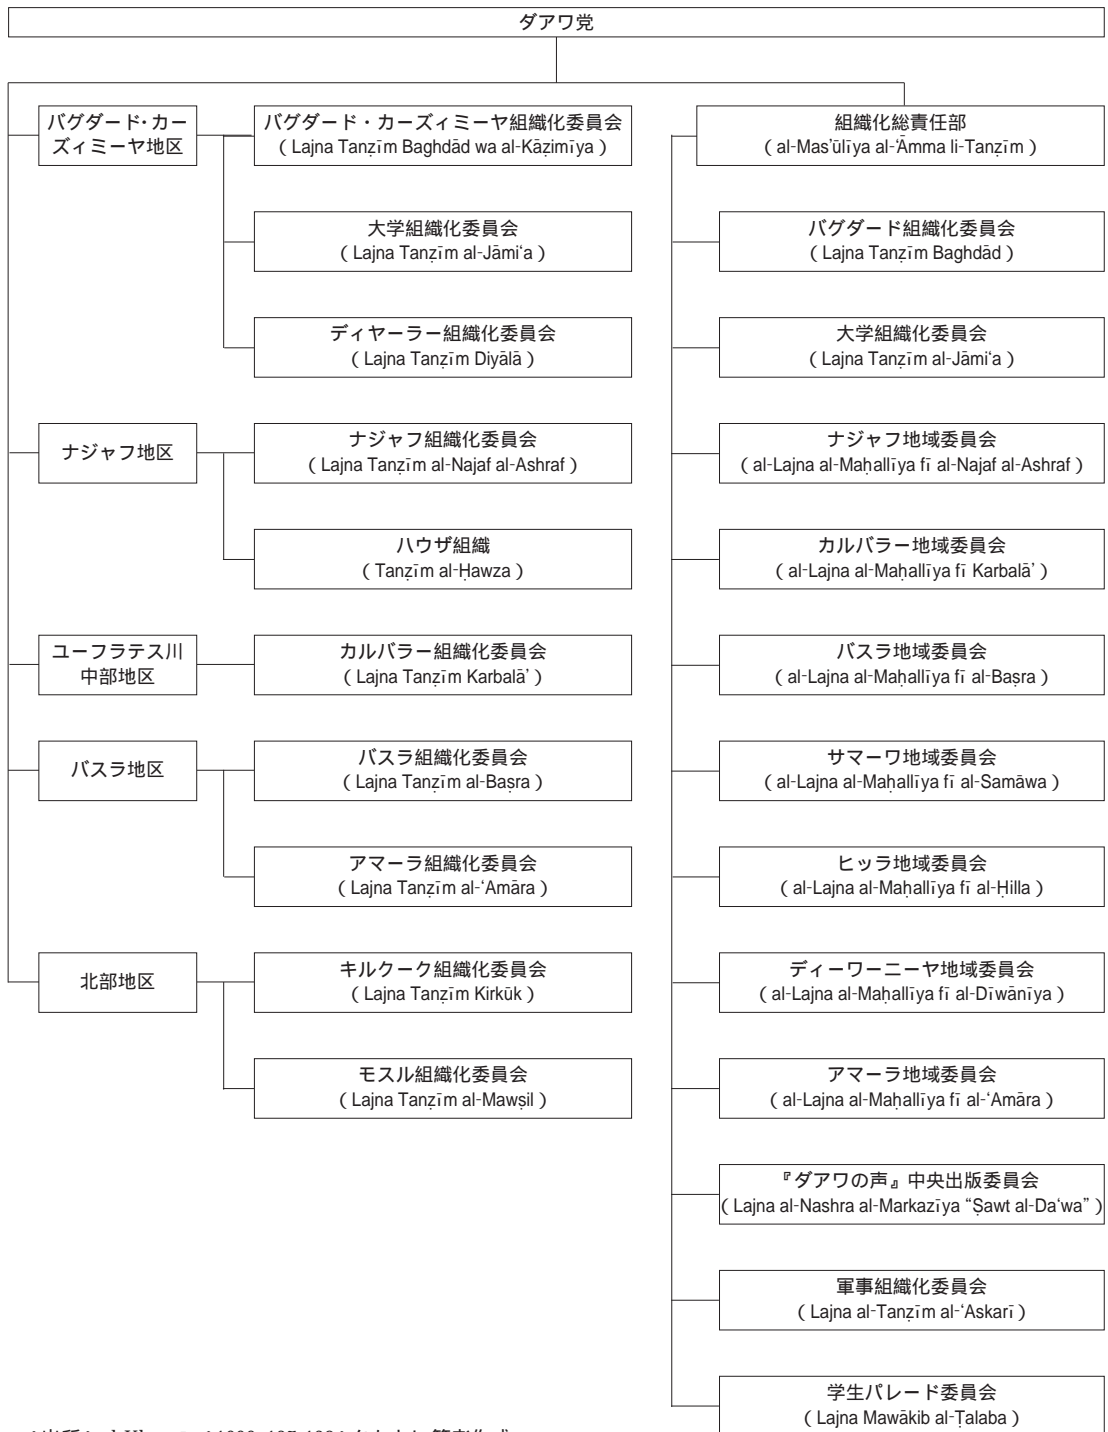 ダアワ党
バグダード・カー
ズィミーヤ地区
バグダード・カーズィミーヤ組織化委員会
( Lajna Tanẓīm Baghdād wa al-Kāẓimīya )
大学組織化委員会
( Lajna Tanẓīm al-Jāmi‘a )
ディヤーラー組織化委員会
( Lajna Tanẓīm Diyālā )
ナジャフ地区
ナジャフ組織化委員会
( Lajna Tanẓīm al-Najaf al-Ashraf )
ハウザ組織
( Tanẓīm al-Ḥawza )
ユーフラテス川
中部地区
カルバラー組織化委員会
( Lajna Tanẓīm Karbalā’ )
バスラ地区
バスラ組織化委員会
( Lajna Tanẓīm al-Baṣra )
アマーラ組織化委員会
( Lajna Tanẓīm al-‘Amāra )
北部地区
キルクーク組織化委員会
( Lajna Tanẓīm Kirkūk )
モスル組織化委員会
( Lajna Tanẓīm al-Mawṣil )
組織化総責任部
( al-Mas’ūlīya al-‘Āmma li-Tanẓīm )
バグダード組織化委員会
( Lajna Tanẓīm Baghdād )
大学組織化委員会
( Lajna Tanẓīm al-Jāmi‘a )
ナジャフ地域委員会
( al-Lajna al-Maḥallīya fī al-Najaf al-Ashraf )
カルバラー地域委員会
( al-Lajna al-Maḥallīya fī Karbalā’ )
バスラ地域委員会
( al-Lajna al-Maḥallīya fī al-Baṣra )
サマーワ地域委員会
( al-Lajna al-Maḥallīya fī al-Samāwa )
ヒッラ地域委員会
( al-Lajna al-Maḥallīya fī al-Ḥilla )
ディーワーニーヤ地域委員会
( al-Lajna al-Maḥallīya fī al-Dīwānīya )
アマーラ地域委員会
( al-Lajna al-Maḥallīya fī al-‘Amāra )
『ダアワの声』中央出版委員会
( Lajna al-Nashra al-Markazīya “Ṣawt al-Da‘wa” )
軍事組織化委員会
( Lajna al-Tanẓīm al-‘Askarī )
学生パレード委員会
( Lajna Mawākib al-Ṭalaba )